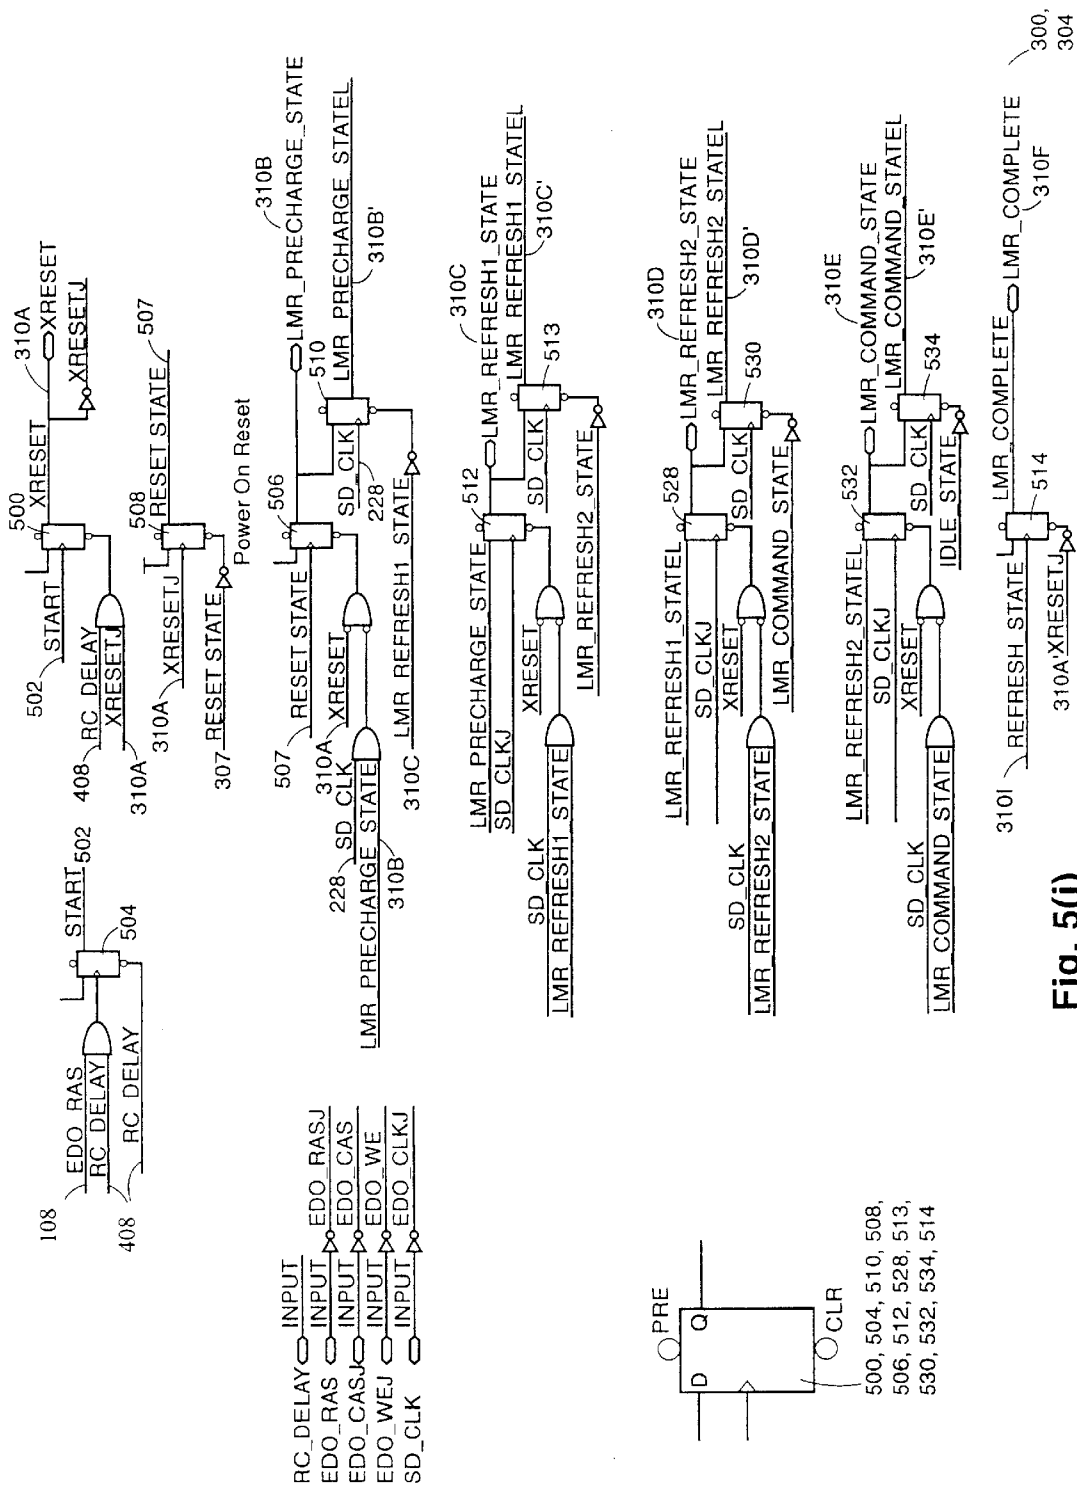 108
EDO_RAS
RC_DELAY
408
RC_DELAY
START
502
504
502
START
500
XRESET
310A
XRESET
XRESETJ
408
RC_DELAY
XRESETJ
310A
310A
XRESETJ
508
RESET_STATE
507
307
RESET STATE
Power On Reset
RC_DELAY
INPUT
EDO_RAS
INPUT
EDO_RASJ
EDO_CASJ
INPUT
EDO_CAS
EDO_WEJ
INPUT
EDO_WE
SD_CLK
INPUT
EDO_CLKJ
507
RESET STATE
506
LMR_PRECHARGE_STATE
310B
310A
XRESET
228
SD_CLK
LMR_PRECHARGE_STATE
310B
SD_CLK
228
510
LMR_PRECHARGE_STATEL
310B'
310C
LMR_REFRESH1_STATE
LMR_PRECHARGE_STATE
SD_CLKJ
512
LMR_REFRESH1_STATE
310C
XRESET
SD_CLK
LMR_REFRESH1_STATE
SD_CLK
513
LMR_REFRESH1_STATEL
310C'
LMR_REFRESH2_STATE
LMR_REFRESH1_STATEL
SD_CLKJ
528
LMR_REFRESH2_STATE
310D
XRESET
SD_CLK
LMR_REFRESH2_STATE
SD_CLK
530
LMR_REFRESH2_STATEL
310D'
LMR_COMMAND_STATE
LMR_REFRESH2_STATEL
SD_CLKJ
532
LMR_COMMAND_STATE
310E
XRESET
SD_CLK
LMR_COMMAND_STATE
SD_CLK
534
LMR_COMMAND_STATEL
310E'
IDLE_STATE
310I
REFRESH_STATE
514
LMR_COMPLETE
LMR_COMPLETE
310F
310A'
XRESETJ
300,
304
PRE
D
Q
CLR
500, 504, 510, 508,
506, 512, 528, 513,
530, 532, 534, 514
Fig. 5(i)